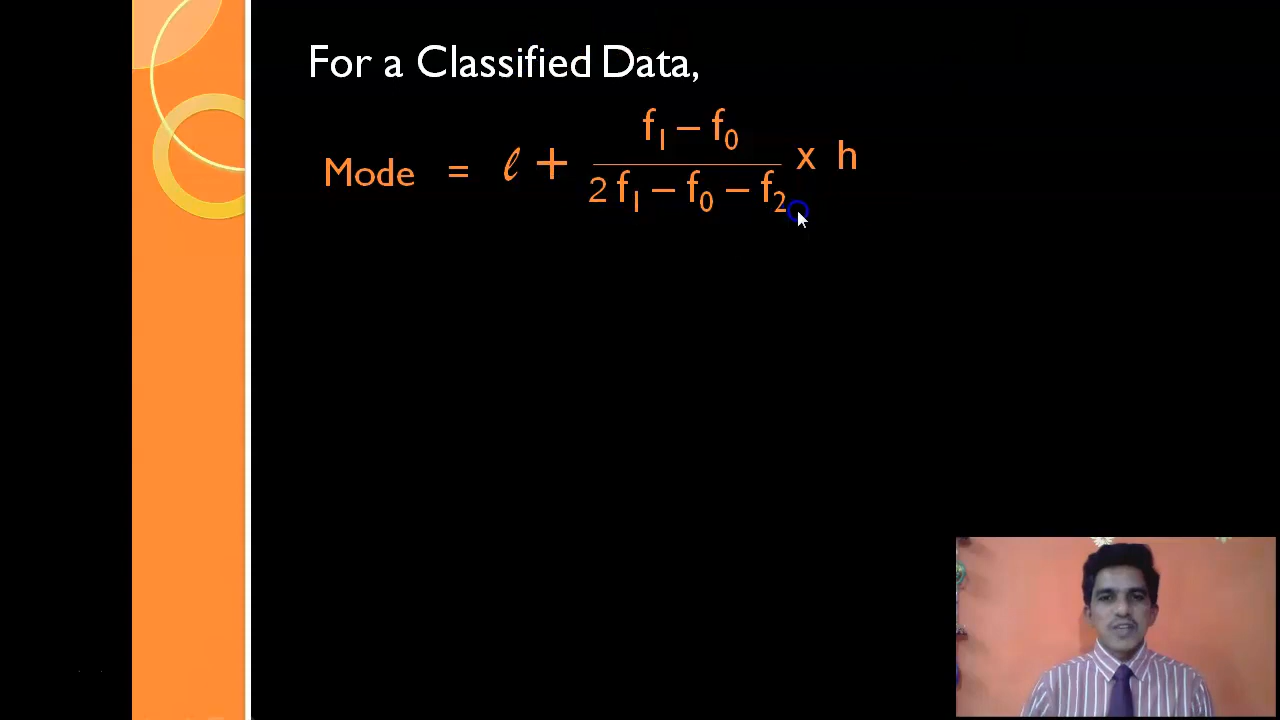 For a Classified Data,
Mode = ℓ + (f₁ – f₀) / (2 f₁ – f₀ – f₂) x h